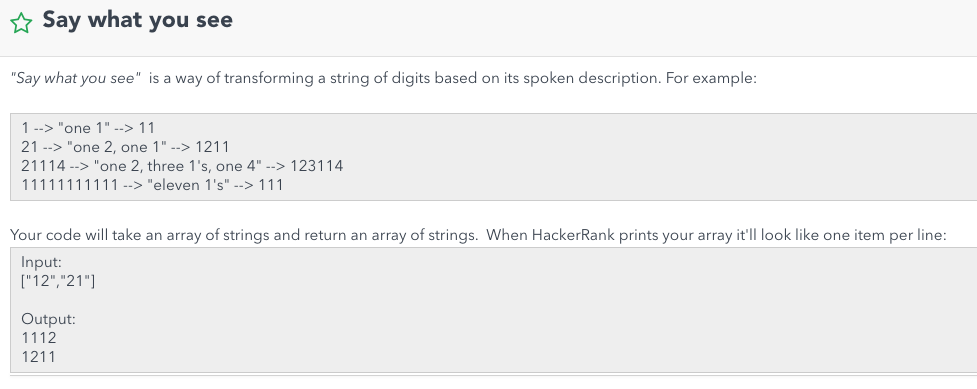 Say what you see
"Say what you see" is a way of transforming a string of digits based on its spoken description. For example:
1 --> "one 1" --> 11
21 --> "one 2, one 1" --> 1211
21114 --> "one 2, three 1's, one 4" --> 123114
11111111111 --> "eleven 1's" --> 111
Your code will take an array of strings and return an array of strings.  When HackerRank prints your array it'll look like one item per line:
Input:
["12","21"]
Output:
1112
1211